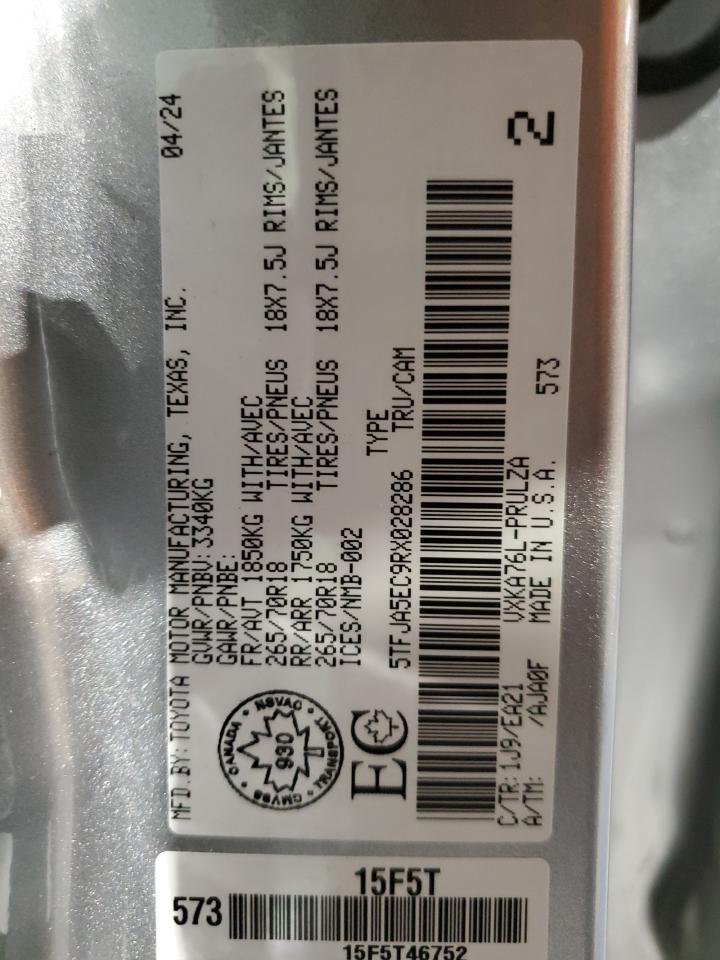 MFD.BY:TOYOTA MOTOR MANUFACTURING, TEXAS, INC. 04/24
GVWR/PNBV:3340KG
GAWR/PNBE:
FR/AVT 1850KG WITH/AVEC
265/70R18 TIRES/PNEUS 18X7.5J RIMS/JANTES
RR/ARR 1750KG WITH/AVEC
265/70R18 TIRES/PNEUS 18X7.5J RIMS/JANTES
ICES/NMB-002
CANADA · NSVAC · TRANSPORT · CMVSS
930
EC
TYPE
5TFJA5EC9RX028286 TRU/CAM
2
C/TR:1J9/EA21 VXKA76L-PRULZA
A/TM: /AJA0F MADE IN U.S.A. 573
15F5T
573
15F5T46752